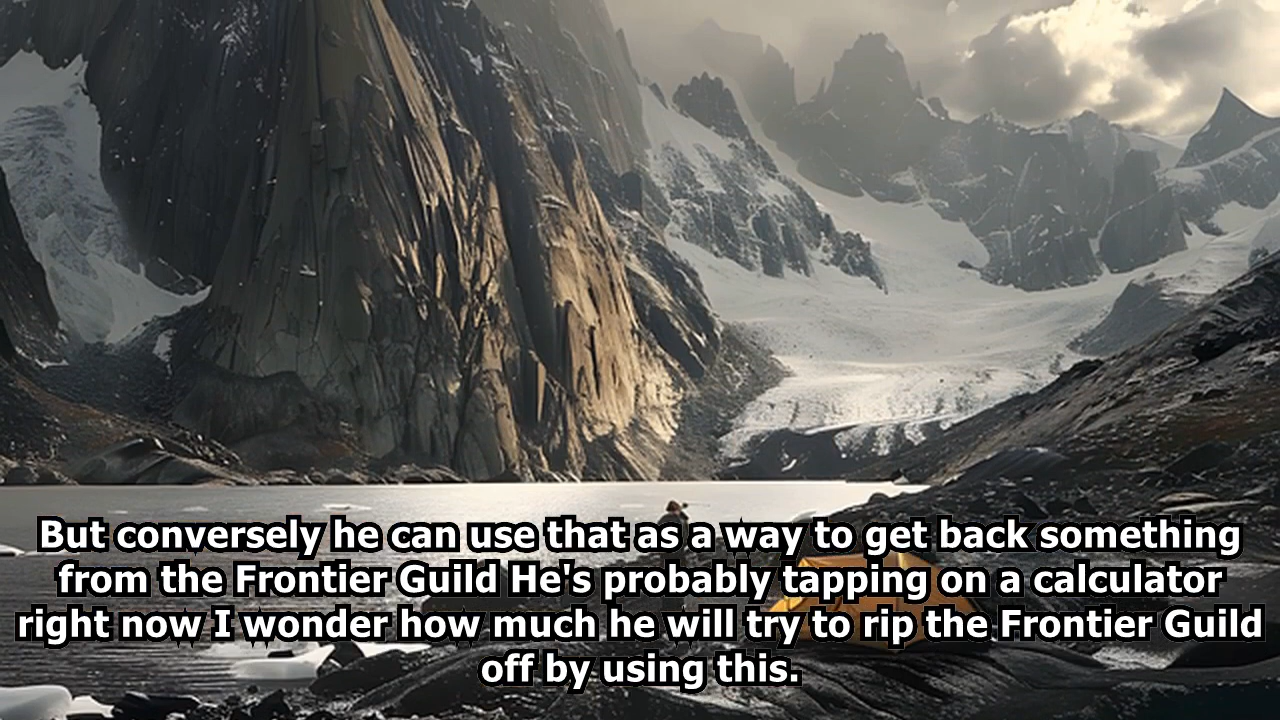 But conversely he can use that as a way to get back something
from the Frontier Guild He's probably tapping on a calculator
right now I wonder how much he will try to rip the Frontier Guild
off by using this.